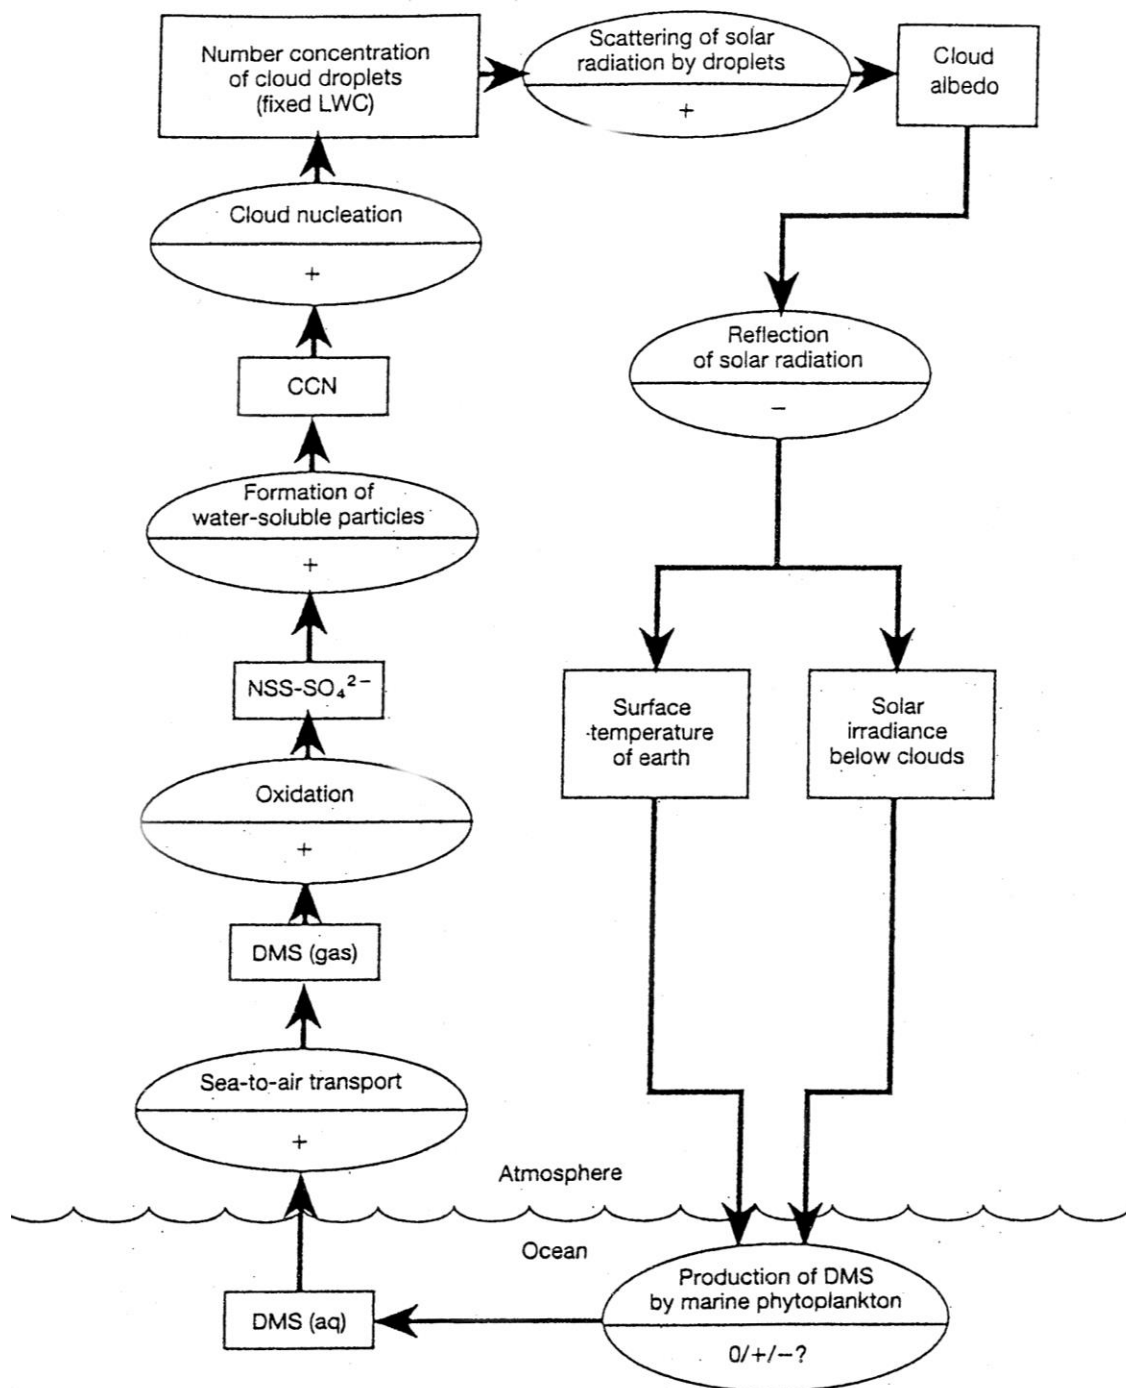 Number concentration
of cloud droplets
(fixed LWC)
Scattering of solar
radiation by droplets
+
Cloud
albedo
Cloud nucleation
+
Reflection
of solar radiation
−
CCN
Formation of
water-soluble particles
+
NSS-SO₄²⁻
Surface
temperature
of earth
Solar
irradiance
below clouds
Oxidation
+
DMS (gas)
Sea-to-air transport
+
Atmosphere
Ocean
Production of DMS
by marine phytoplankton
0/+/−?
DMS (aq)